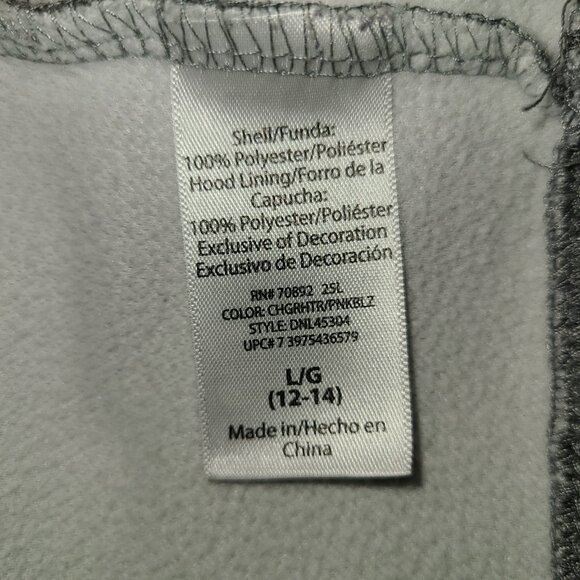 Shell/Funda:
100% Polyester/Poliéster
Hood Lining/Forro de la
Capucha:
100% Polyester/Poliéster
Exclusive of Decoration
Exclusivo de Decoración
RN# 70892 25L
COLOR: CHGRHTR/PNKBLZ
STYLE: DNL45304
UPC# 7 3975436579
L/G
(12-14)
Made in/Hecho en
China